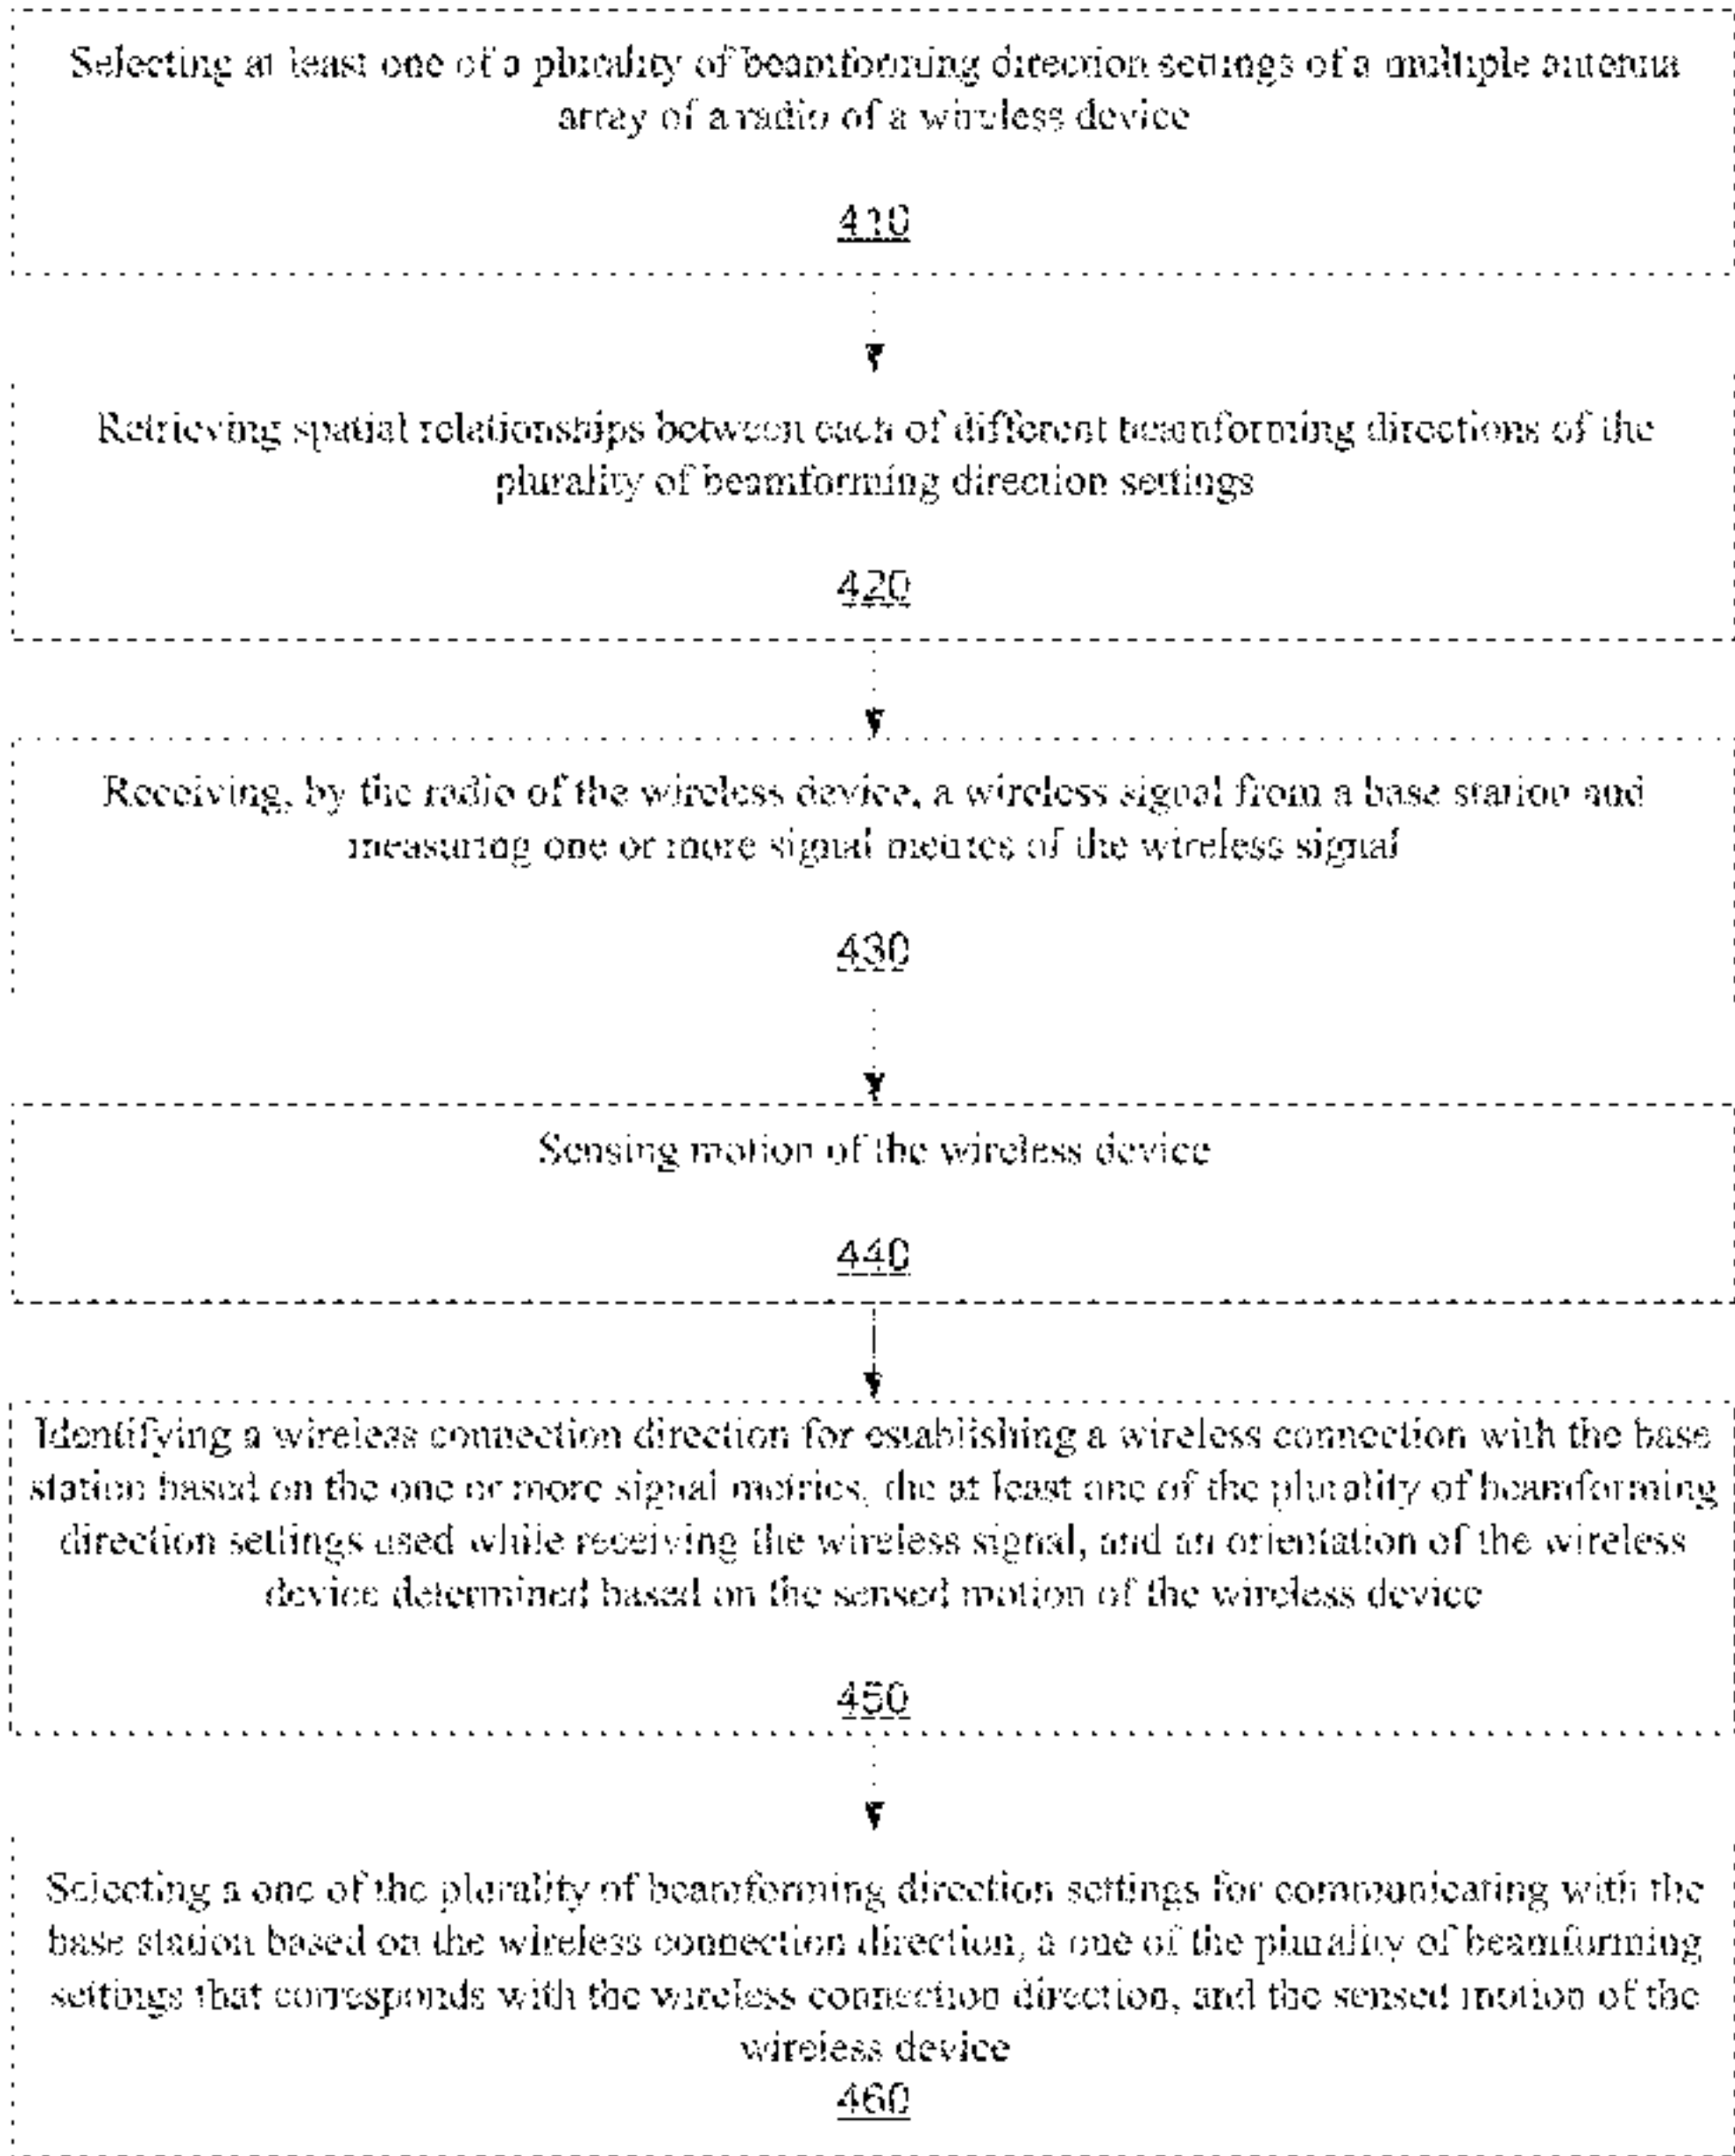 Selecting at least one of a plurality of beamforming direction settings of a multiple antenna
array of a radio of a wireless device
410
Retrieving spatial relationships between each of different beamforming directions of the
plurality of beamforming direction settings
420
Receiving, by the radio of the wireless device, a wireless signal from a base station and
measuring one or more signal metrics of the wireless signal
430
Sensing motion of the wireless device
440
Identifying a wireless connection direction for establishing a wireless connection with the base
station based on the one or more signal metrics, the at least one of the plurality of beamforming
direction settings used while receiving the wireless signal, and an orientation of the wireless
device determined based on the sensed motion of the wireless device
450
Selecting a one of the plurality of beamforming direction settings for communicating with the
base station based on the wireless connection direction, a one of the plurality of beamforming
settings that corresponds with the wireless connection direction, and the sensed motion of the
wireless device
460